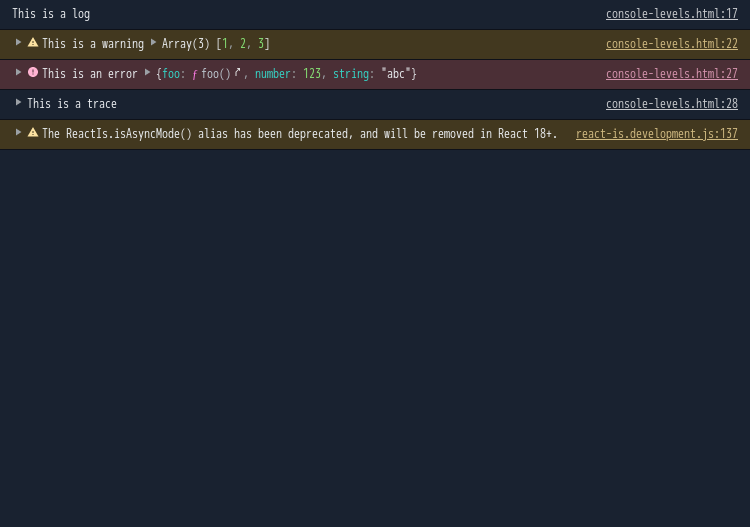 This is a log console-levels.html:17
This is a warning Array(3) [1, 2, 3] console-levels.html:22
This is an error {foo: ƒ foo(), number: 123, string: "abc"} console-levels.html:27
This is a trace console-levels.html:28
The ReactIs.isAsyncMode() alias has been deprecated, and will be removed in React 18+. react-is.development.js:137